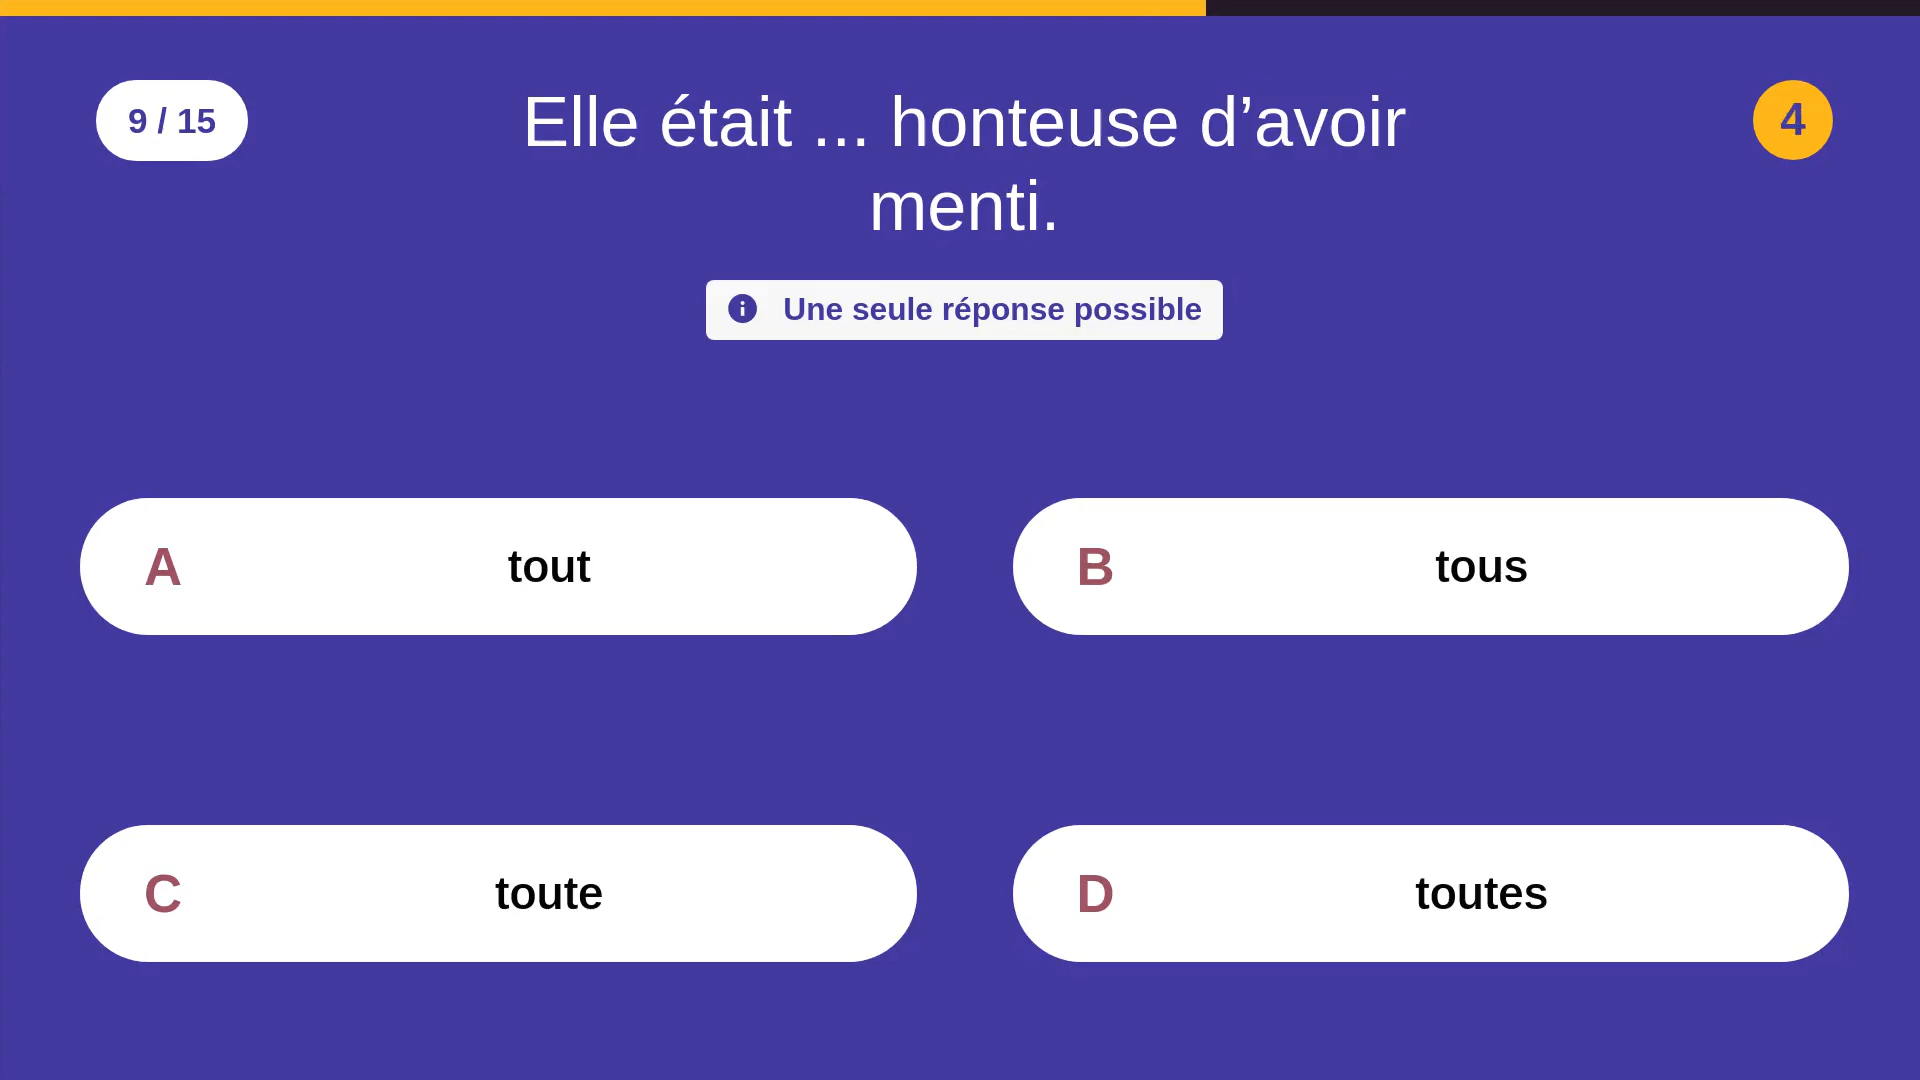 9 / 15
Elle était ... honteuse d’avoir
menti.
4
Une seule réponse possible
A tout
B tous
C toute
D toutes